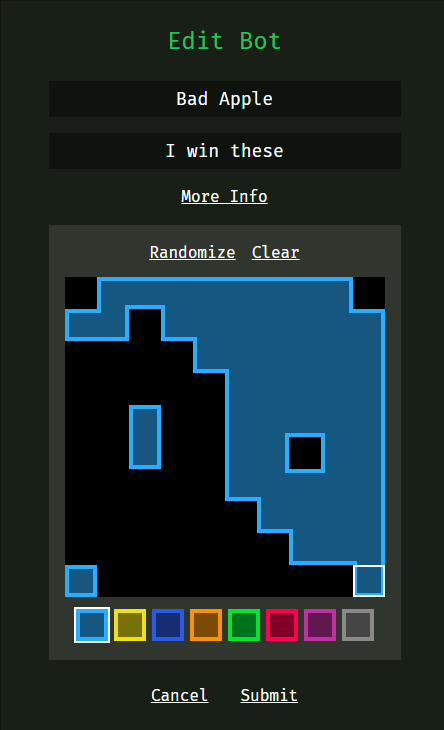 Edit Bot
Bad Apple
I win these
More Info
Randomize Clear
Cancel Submit